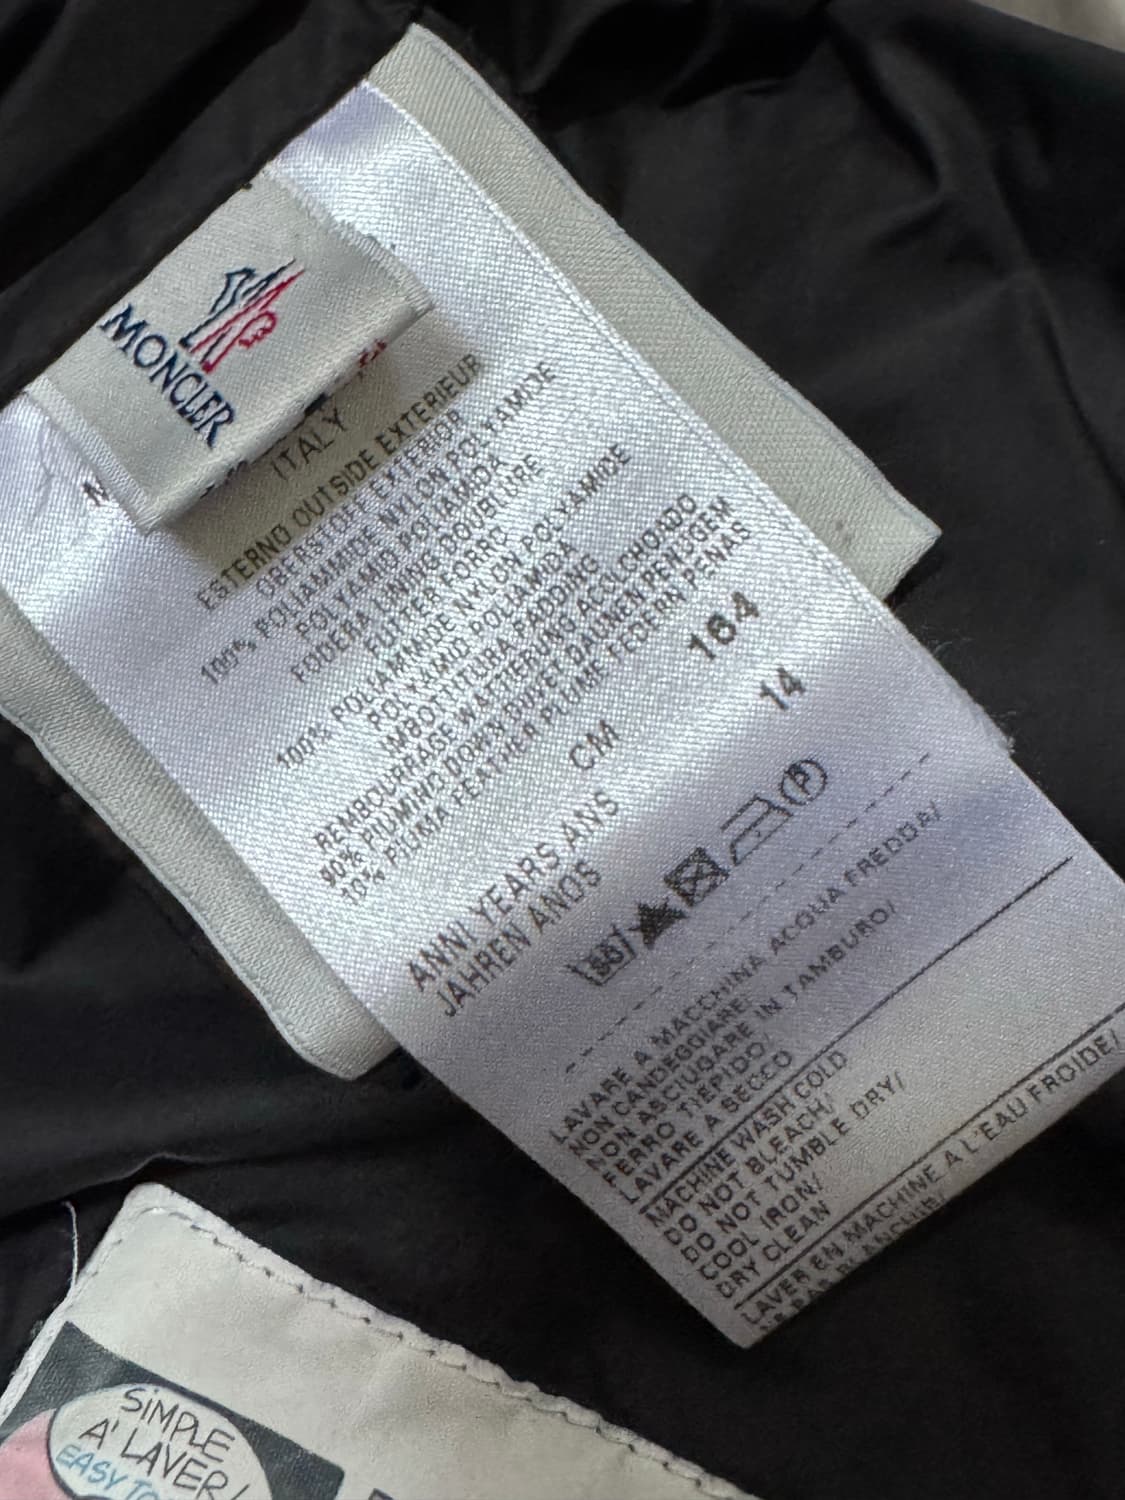 MONCLER
ITALY
ESTERNO OUTSIDE EXTERIEUR
OBERSTOFF EXTERIOR
100% POLIAMMIDE NYLON POLYAMIDE
POLYAMID POLIAMIDA
FODERA LINING DOUBLURE
FUTTER FORRO
100% POLIAMMIDE NYLON POLYAMIDE
POLYAMID POLIAMIDA
IMBOTTITURA PADDING
REMBOURRAGE WATTERUNG ACOLCHORDO
90% PIUMINO DOWN DUVET DAUNEN PENUGEM
10% PIUMA FEATHER PLUME FEDERN PENAS
CM 164
ANNI YEARS ANS 14
JAHREN ANOS
30 P
LAVARE A MACCHINA ACQUA FREDDA/
NON CANDEGGIARE/
NON ASCIUGARE IN TAMBURO/
FERRO TIEPIDO/
LAVARE A SECCO
MACHINE WASH COLD
DO NOT BLEACH/
DO NOT TUMBLE DRY/
COOL IRON/
DRY CLEAN
LAVER EN MACHINE A L'EAU FROIDE/
SiMPLE
A' LAVER/
EASY TO